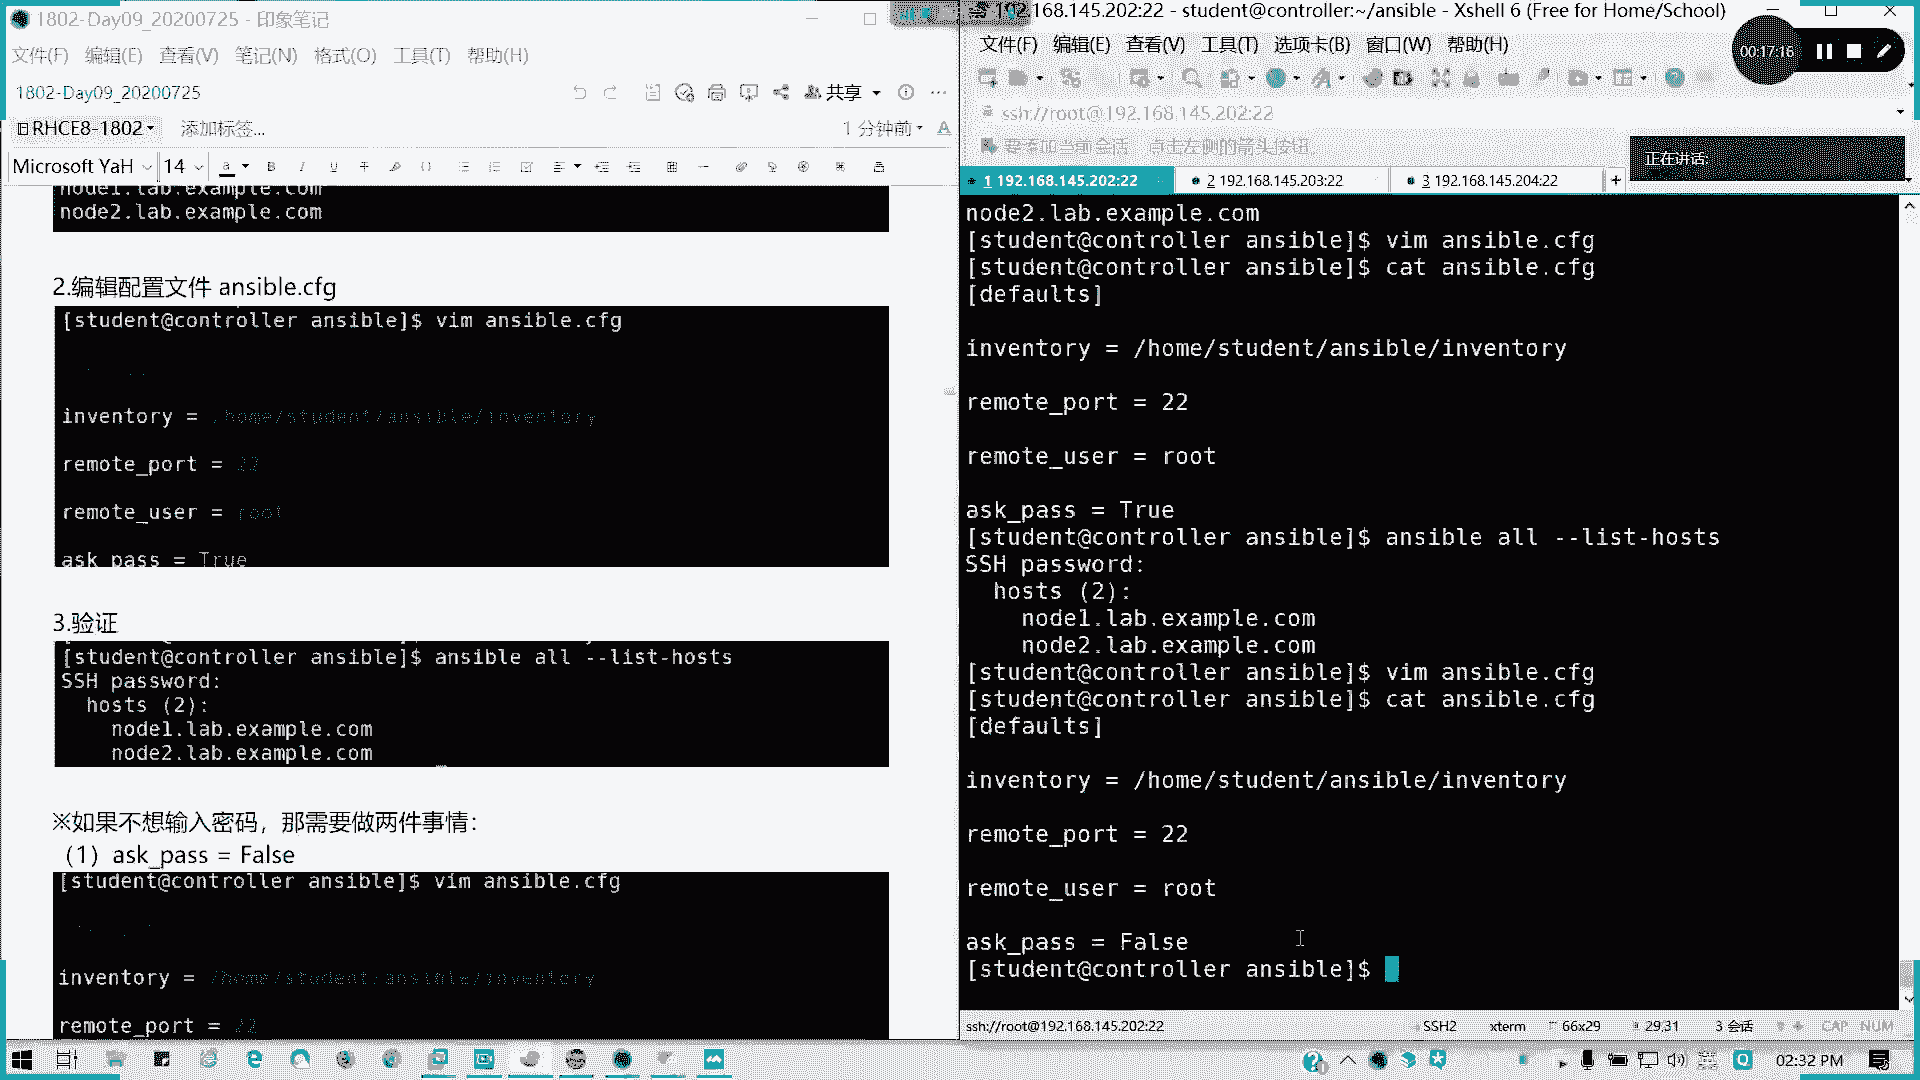 1802-Day09_20200725 - 印象笔记
文件(F) 编辑(E) 查看(V) 笔记(N) 格式(O) 工具(T) 帮助(H)
1802-Day09_20200725
共享
RHCE8-1802
添加标签...
1 分钟前
Microsoft YaH 14
node1.lab.example.com
node2.lab.example.com
2.编辑配置文件 ansible.cfg
[student@controller ansible]$ vim ansible.cfg
inventory = /home/student/ansible/inventory
remote_port = 22
remote_user = root
ask_pass = True
3.验证
[student@controller ansible]$ ansible all --list-hosts
SSH password:
hosts (2):
node1.lab.example.com
node2.lab.example.com
※如果不想输入密码，那需要做两件事情：
（1）ask_pass = False
[student@controller ansible]$ vim ansible.cfg
inventory = /home/student/ansible/inventory
remote_port = 22
192.168.145.202:22 - student@controller:~/ansible - Xshell 6 (Free for Home/School)
文件(F) 编辑(E) 查看(V) 工具(T) 选项卡(B) 窗口(W) 帮助(H)
00:17:16
ssh://root@192.168.145.202:22
要添加当前会话，点击左侧的箭头按钮。
正在讲话:
1 192.168.145.202:22
2 192.168.145.203:22
3 192.168.145.204:22
node2.lab.example.com
[student@controller ansible]$ vim ansible.cfg
[student@controller ansible]$ cat ansible.cfg
[defaults]
inventory = /home/student/ansible/inventory
remote_port = 22
remote_user = root
ask_pass = True
[student@controller ansible]$ ansible all --list-hosts
SSH password:
hosts (2):
node1.lab.example.com
node2.lab.example.com
[student@controller ansible]$ vim ansible.cfg
[student@controller ansible]$ cat ansible.cfg
[defaults]
inventory = /home/student/ansible/inventory
remote_port = 22
remote_user = root
ask_pass = False
[student@controller ansible]$
ssh://root@192.168.145.202:22
SSH2
xterm
66x29
29,31
3 会话
CAP NUM
02:32 PM